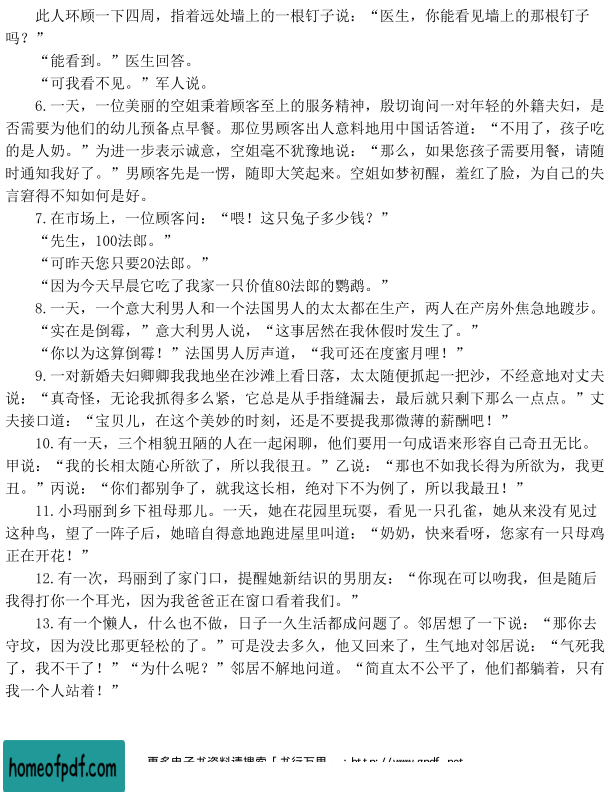 此人环顾一下四周，指着远处墙上的一根钉子说：“医生，你能看见墙上的那根钉子
吗？”
“能看到。”医生回答。
“可我看不见。”军人说。
6.一天，一位美丽的空姐秉着顾客至上的服务精神，殷切询问一对年轻的外籍夫妇，是
否需要为他们的幼儿预备点早餐。那位男顾客出人意料地用中国话答道：“不用了，孩子吃
的是人奶。”为进一步表示诚意，空姐毫不犹豫地说：“那么，如果您孩子需要用餐，请随
时通知我好了。”男顾客先是一愣，随即大笑起来。空姐如梦初醒，羞红了脸，为自己的失
言窘得不知如何是好。
7.在市场上，一位顾客问：“喂！这只兔子多少钱？”
“先生，100法郎。”
“可昨天您只要20法郎。”
“因为今天早晨它吃了我家一只价值80法郎的鹦鹉。”
8.一天，一个意大利男人和一个法国男人的太太都在生产，两人在产房外焦急地踱步。
“实在是倒霉，”意大利男人说，“这事居然在我休假时发生了。”
“你以为这算倒霉！”法国男人厉声道，“我可还在度蜜月哩！”
9.一对新婚夫妇卿卿我我地坐在沙滩上看日落，太太随便抓起一把沙，不经意地对丈夫
说：“真奇怪，无论我抓得多么紧，它总是从手指缝漏去，最后就只剩下那么一点点。”丈
夫接口道：“宝贝儿，在这个美妙的时刻，还是不要提我那微薄的薪酬吧！”
10.有一天，三个相貌丑陋的人在一起闲聊，他们要用一句成语来形容自己奇丑无比。
甲说：“我的长相太随心所欲了，所以我很丑。”乙说：“那也不如我长得为所欲为，我更
丑。”丙说：“你们都别争了，就我这长相，绝对下不为例了，所以我最丑！”
11.小玛丽到乡下祖母那儿。一天，她在花园里玩耍，看见一只孔雀，她从来没有见过
这种鸟，望了一阵子后，她暗自得意地跑进屋里叫道：“奶奶，快来看呀，您家有一只母鸡
正在开花！”
12.有一次，玛丽到了家门口，提醒她新结识的男朋友：“你现在可以吻我，但是随后
我得打你一个耳光，因为我爸爸正在窗口看着我们。”
13.有一个懒人，什么也不做，日子一久生活都成问题了。邻居想了一下说：“那你去
守坟，因为没比那更轻松的了。”可是没去多久，他又回来了，生气地对邻居说：“气死我
了，我不干了！”“为什么呢？”邻居不解地问道。“简直太不公平了，他们都躺着，只有
我一个人站着！”
homeofpdf.com